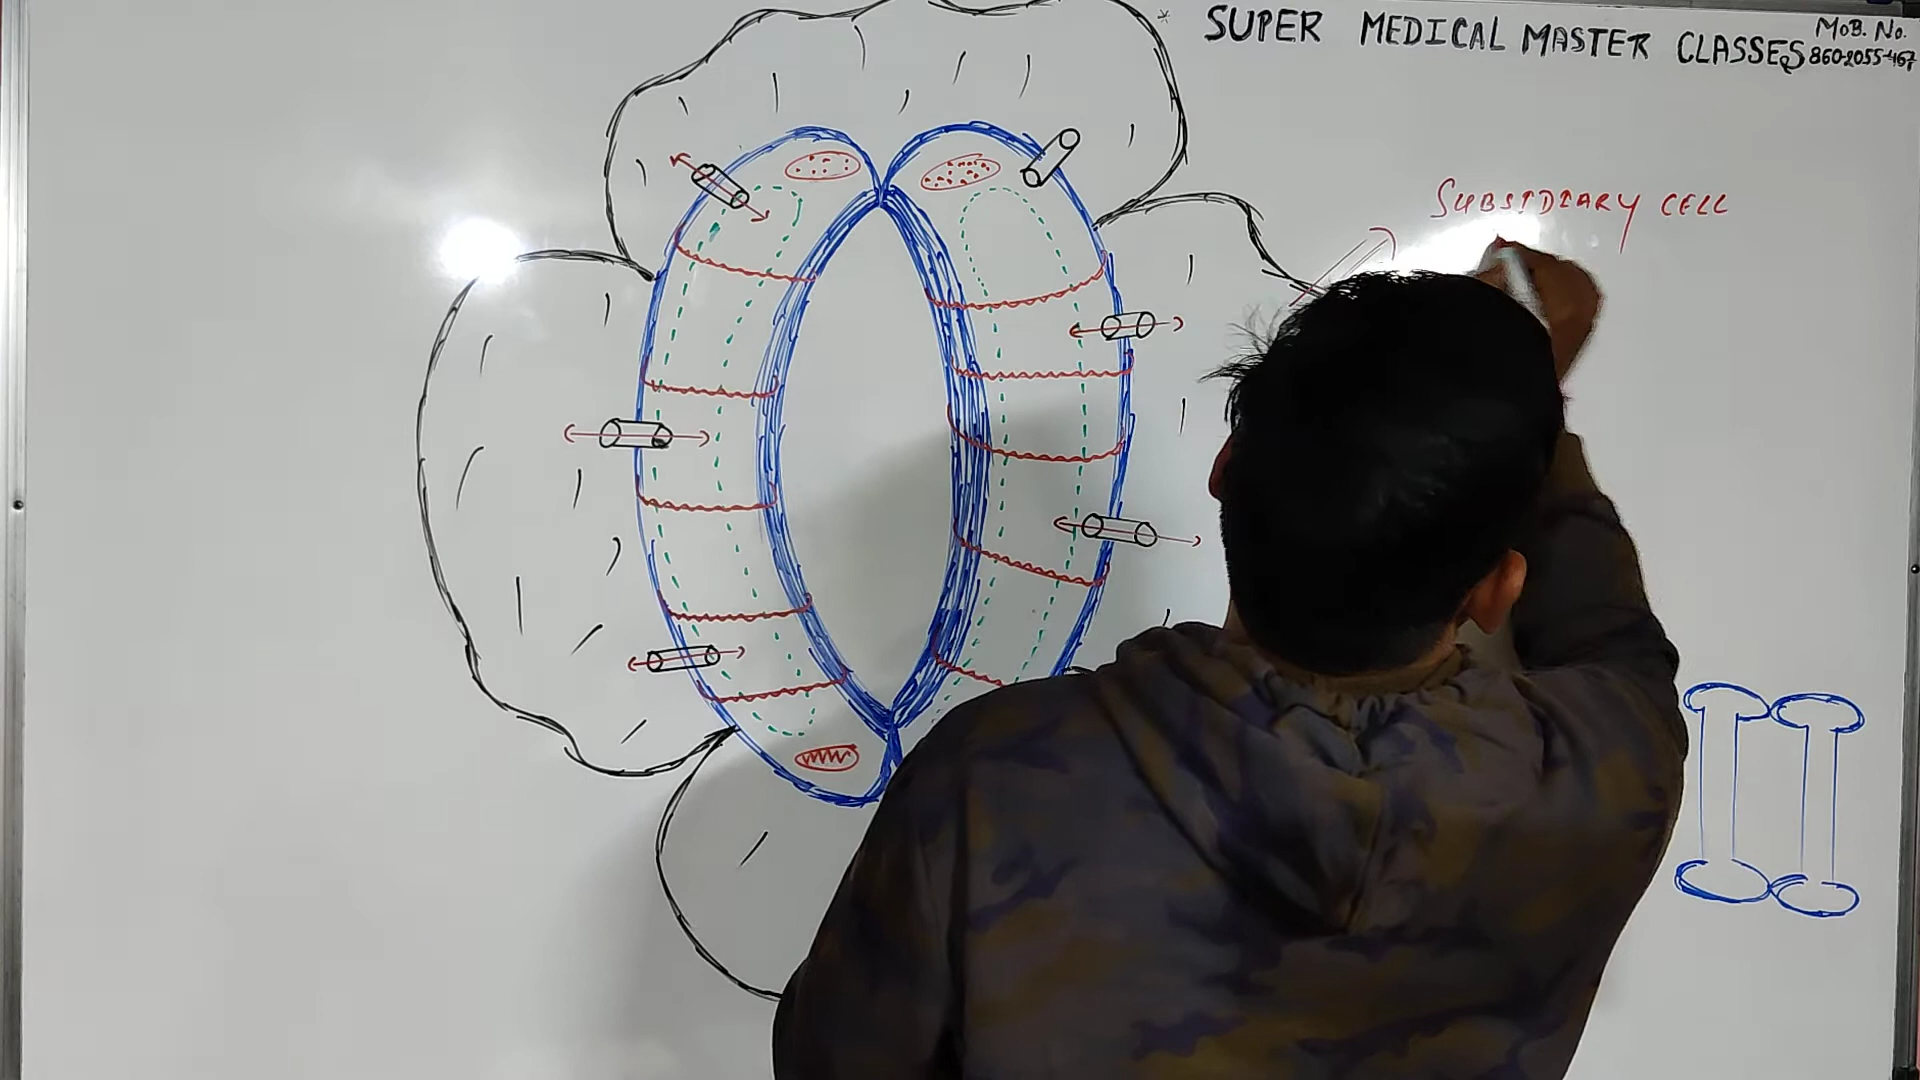 SUPER MEDICAL MASTER CLASSES
MOB. No.
860-2055-467
SUBSIDIARY CELL